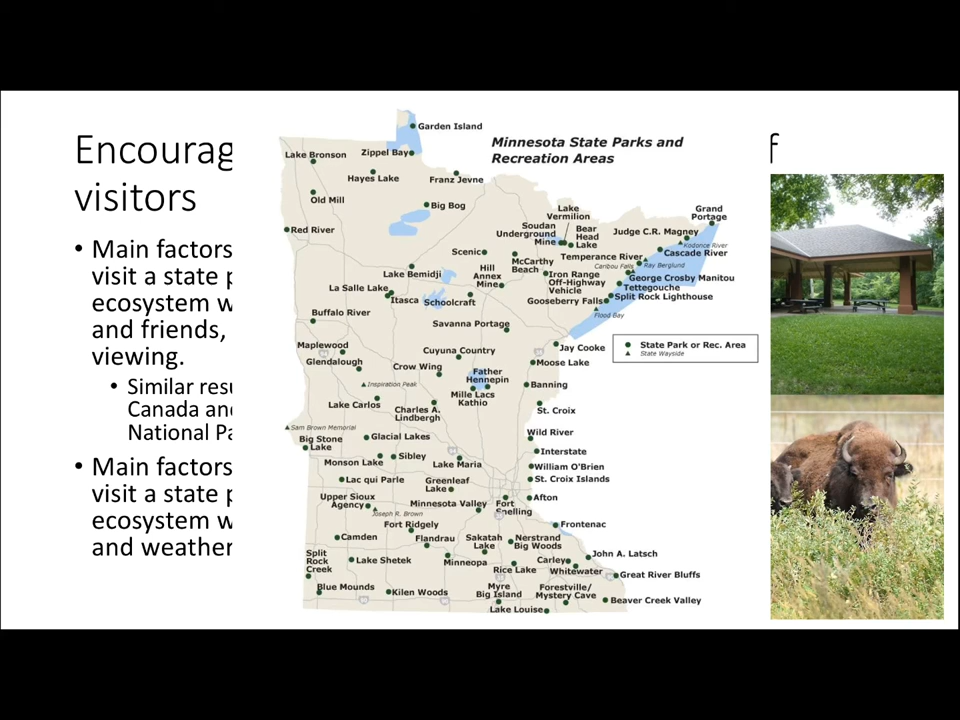 Encourag
f
visitors
• Main factors
visit a state p
ecosystem w
and friends,
viewing.
• Similar resu
Canada and
National Pa
• Main factors
visit a state p
ecosystem w
and weather
Minnesota State Parks and
Recreation Areas
Garden Island
Lake Bronson
Zippel Bay
Hayes Lake
Franz Jevne
Old Mill
Big Bog
Red River
Lake
Vermilion
Grand
Portage
Soudan
Underground
Mine
Bear
Head
Lake
Judge C.R. Magney
Kodonce River
Cascade River
Scenic
McCarthy
Beach
Temperance River
Caribou Falls
Ray Berglund
Lake Bemidji
Hill
Annex
Mine
Iron Range
Off-Highway
Vehicle
George Crosby Manitou
Tettegouche
La Salle Lake
Itasca
Schoolcraft
Gooseberry Falls
Split Rock Lighthouse
Buffalo River
Flood Bay
Savanna Portage
Maplewood
Cuyuna Country
Jay Cooke
State Park or Rec. Area
State Wayside
Glendalough
Crow Wing
Moose Lake
Father
Hennepin
Inspiration Peak
Banning
Mille Lacs
Kathio
Lake Carlos
Charles A.
Lindbergh
St. Croix
Sam Brown Memorial
Wild River
Big Stone
Lake
Glacial Lakes
Interstate
Monson Lake
Sibley
Lake Maria
William O'Brien
Lac qui Parle
Greenleaf
Lake
St. Croix Islands
Upper Sioux
Agency
Minnesota Valley
Fort
Snelling
Afton
Joseph R. Brown
Fort Ridgely
Frontenac
Camden
Flandrau
Sakatah
Lake
Nerstrand
Big Woods
Split
Rock
Creek
Lake Shetek
Minneopa
Rice Lake
Carley
John A. Latsch
Whitewater
Great River Bluffs
Blue Mounds
Kilen Woods
Myre
Big Island
Forestville/
Mystery Cave
Beaver Creek Valley
Lake Louise